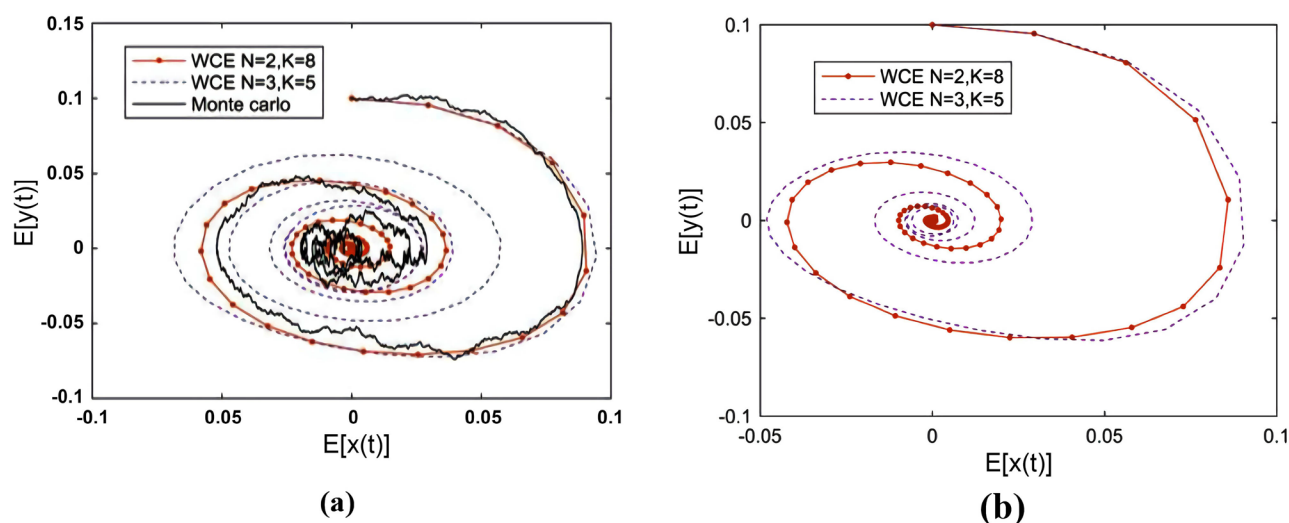 0.15
0.1
0.05
0
-0.05
-0.1
E[y(t)]
WCE N=2,K=8
WCE N=3,K=5
Monte carlo
-0.1
0.05
0
0.05
0.1
E[x(t)]
(a)
0.1
0.05
0
-0.05
-0.1
E[y(t)]
WCE N=2,K=8
WCE N=3,K=5
-0.05
0
0.05
0.1
E[x(t)]
(b)